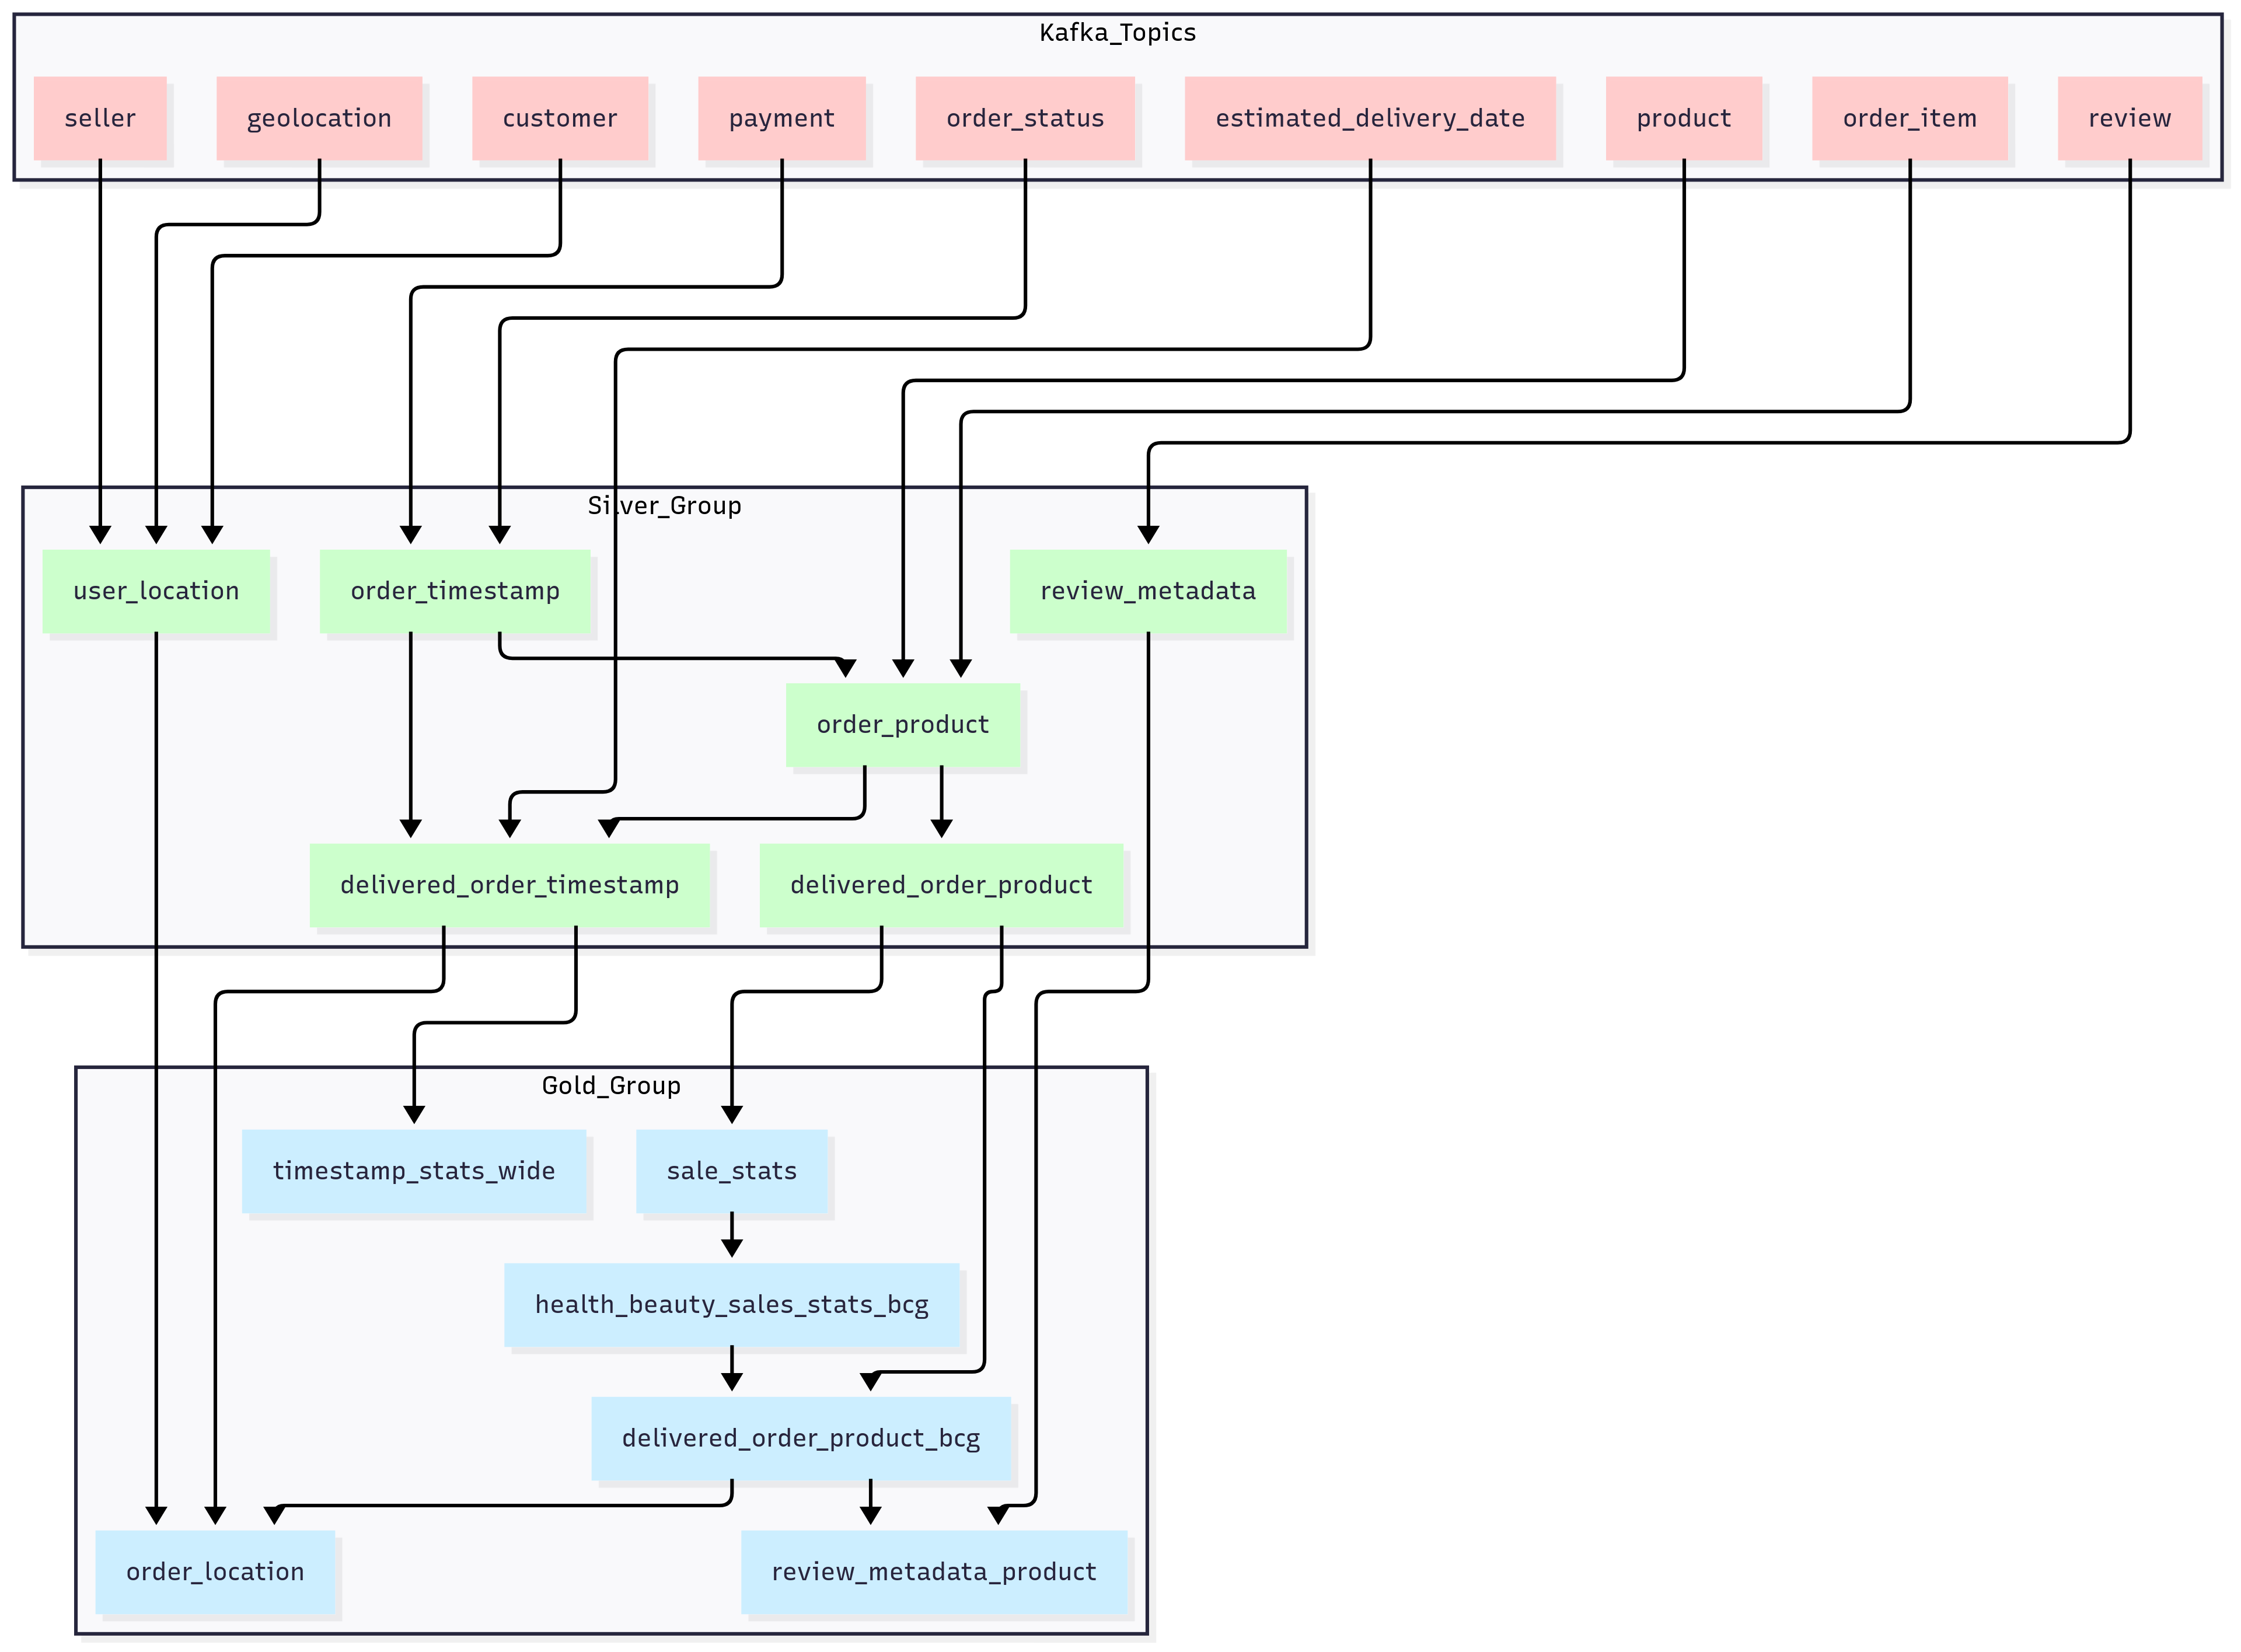 Kafka_Topics
seller
geolocation
customer
payment
order_status
estimated_delivery_date
product
order_item
review
Silver_Group
user_location
order_timestamp
review_metadata
order_product
delivered_order_timestamp
delivered_order_product
Gold_Group
timestamp_stats_wide
sale_stats
health_beauty_sales_stats_bcg
delivered_order_product_bcg
order_location
review_metadata_product